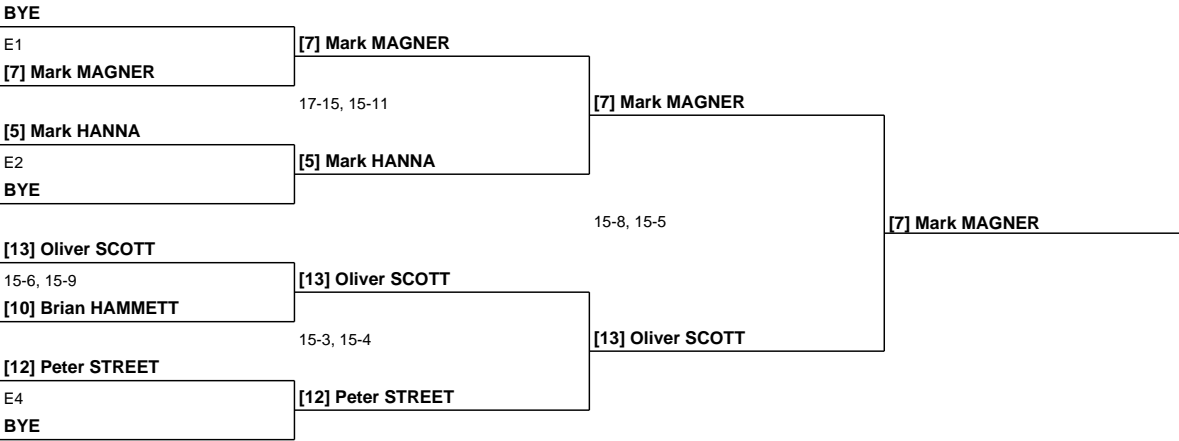 BYE
E1
[7] Mark MAGNER
[7] Mark MAGNER
17-15, 15-11
[7] Mark MAGNER
[5] Mark HANNA
E2
[5] Mark HANNA
BYE
15-8, 15-5
[7] Mark MAGNER
[13] Oliver SCOTT
15-6, 15-9
[13] Oliver SCOTT
[10] Brian HAMMETT
15-3, 15-4
[13] Oliver SCOTT
[12] Peter STREET
E4
[12] Peter STREET
BYE